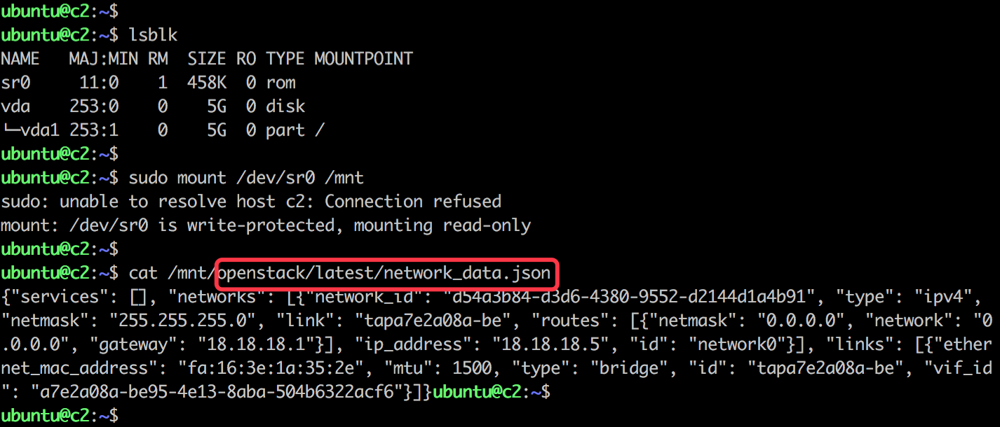 ubuntu@c2:~$
ubuntu@c2:~$ lsblk
NAME   MAJ:MIN RM  SIZE RO TYPE MOUNTPOINT
sr0     11:0    1  458K  0 rom
vda    253:0    0    5G  0 disk
└─vda1 253:1    0    5G  0 part /
ubuntu@c2:~$
ubuntu@c2:~$ sudo mount /dev/sr0 /mnt
sudo: unable to resolve host c2: Connection refused
mount: /dev/sr0 is write-protected, mounting read-only
ubuntu@c2:~$
ubuntu@c2:~$ cat /mnt/openstack/latest/network_data.json
{"services": [], "networks": [{"network_id": "d54a3b84-d3d6-4380-9552-d2144d1a4b91", "type": "ipv4",
"netmask": "255.255.255.0", "link": "tapa7e2a08a-be", "routes": [{"netmask": "0.0.0.0", "network": "0
.0.0.0", "gateway": "18.18.18.1"}], "ip_address": "18.18.18.5", "id": "network0"}], "links": [{"ether
net_mac_address": "fa:16:3e:1a:35:2e", "mtu": 1500, "type": "bridge", "id": "tapa7e2a08a-be", "vif_id
": "a7e2a08a-be95-4e13-8aba-504b6322acf6"}]}ubuntu@c2:~$
ubuntu@c2:~$